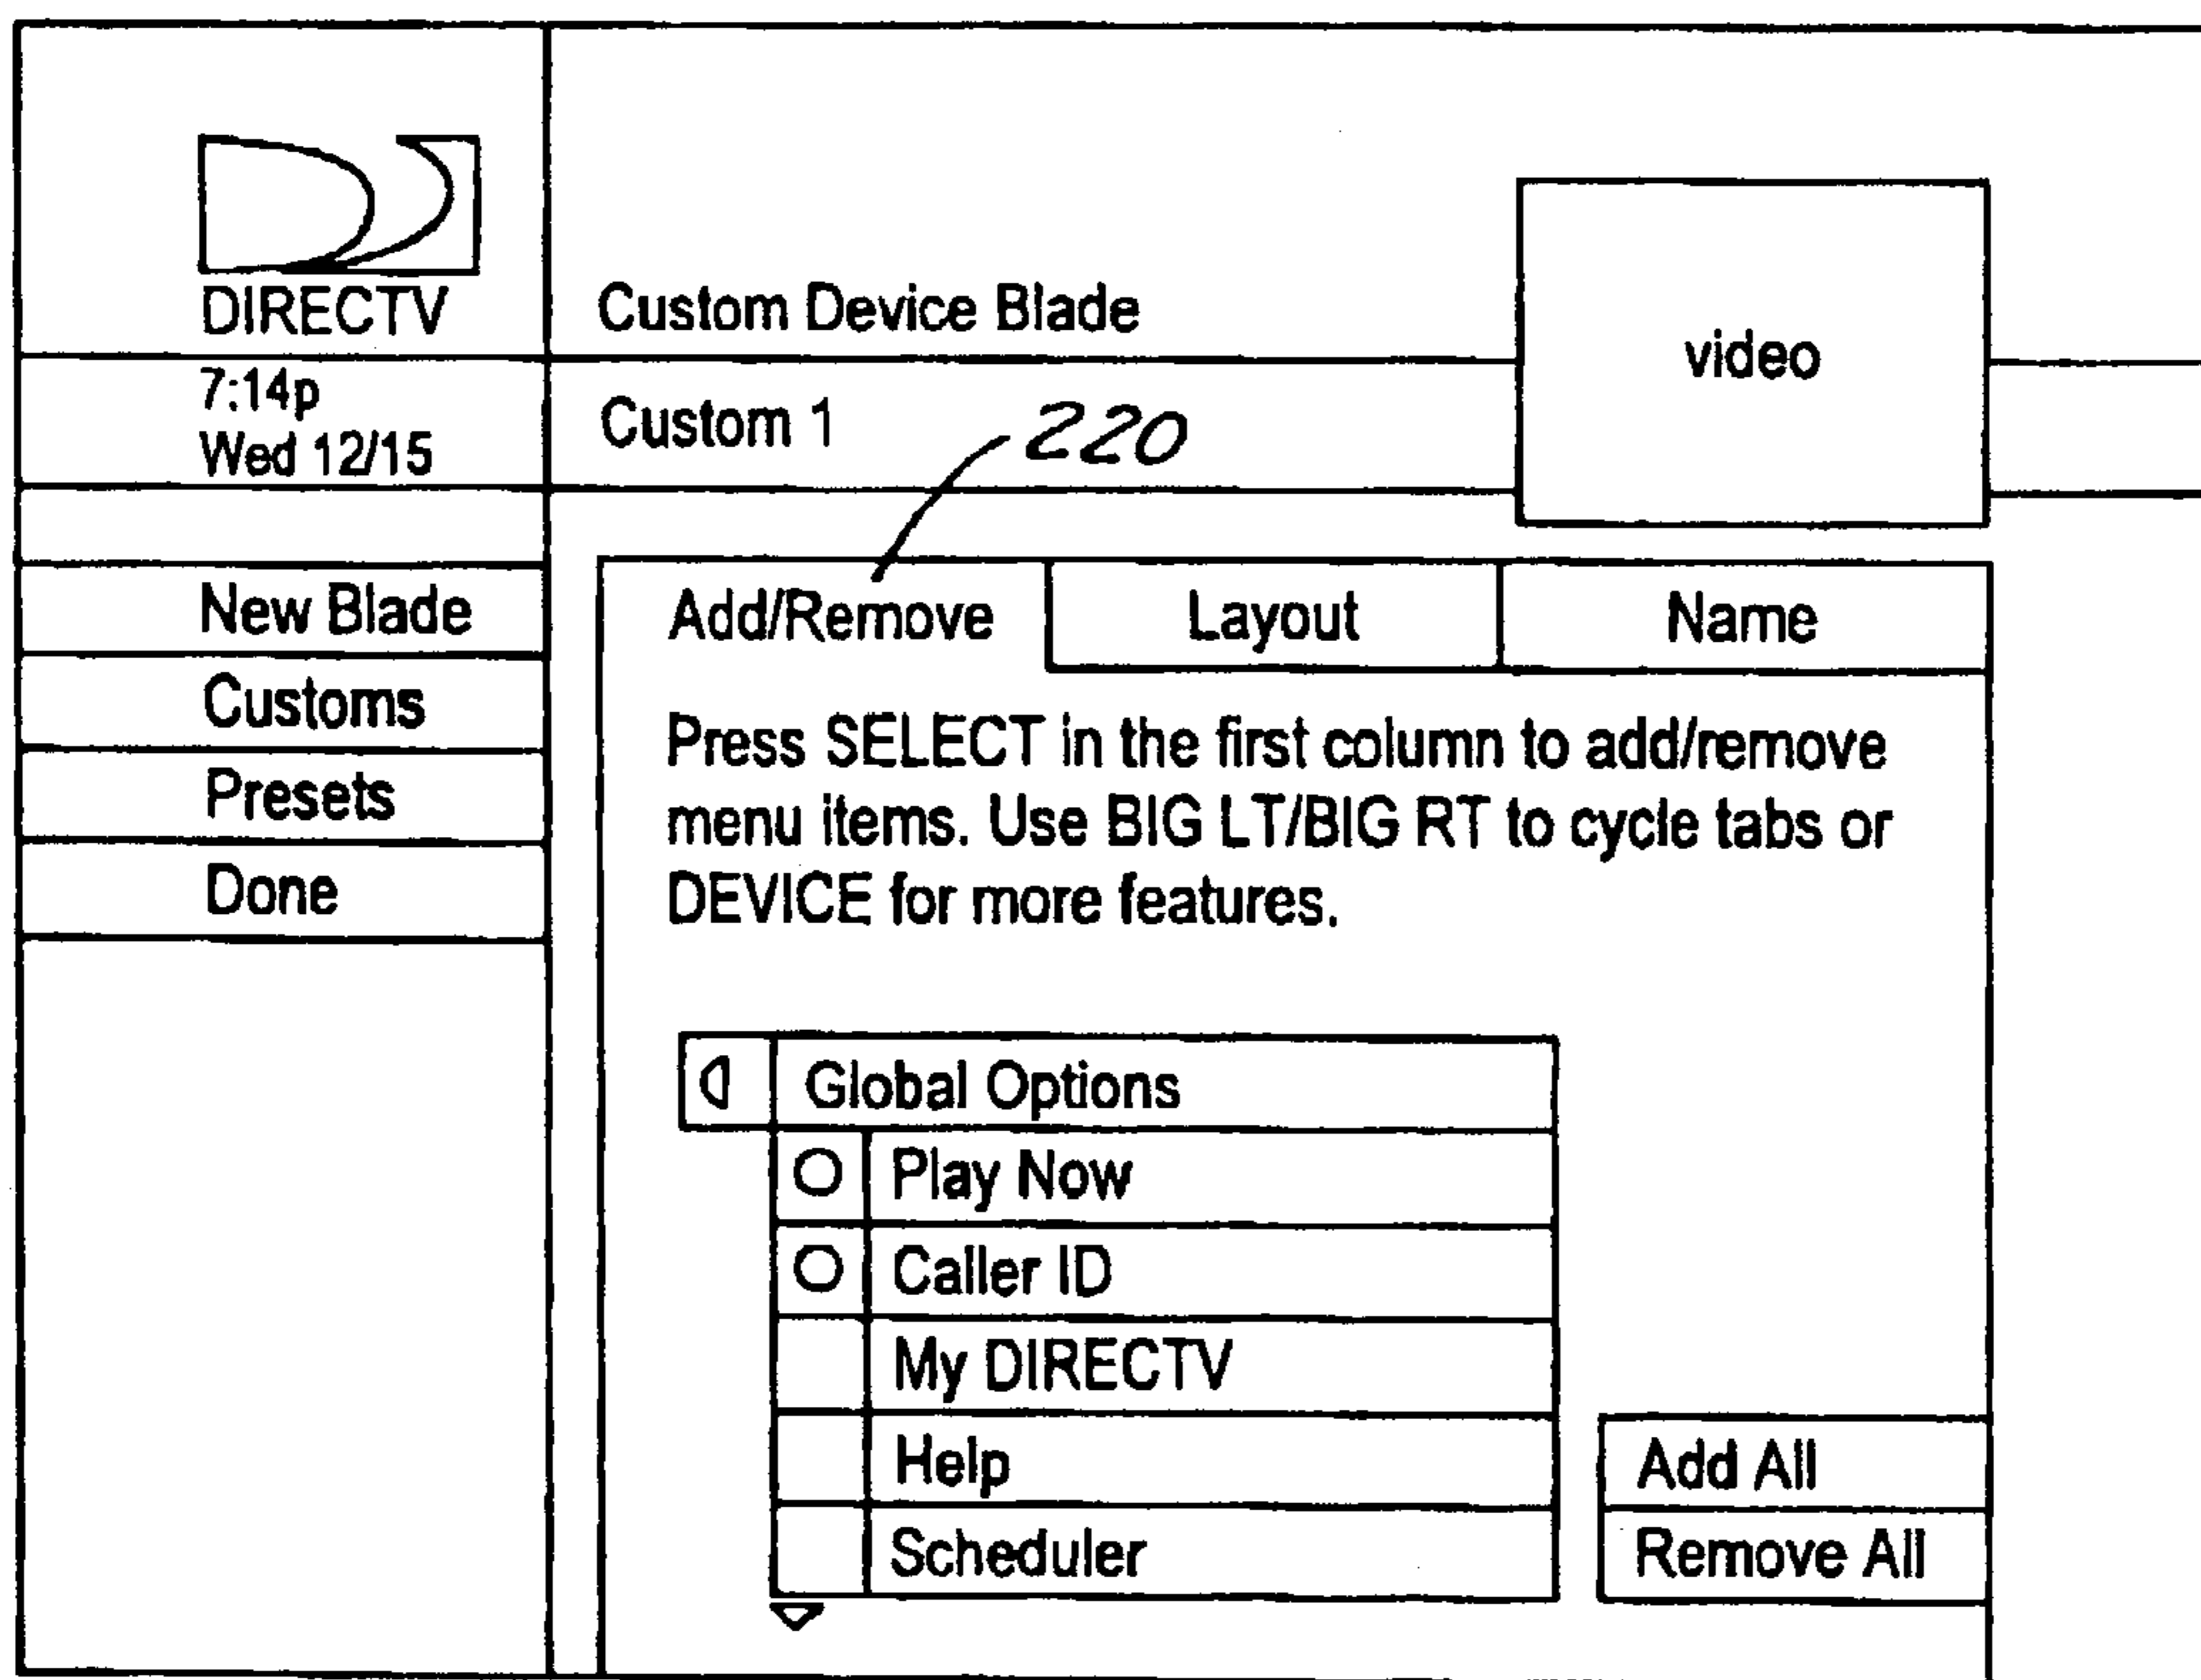 DIRECTV
7:14p
Wed 12/15
New Blade
Customs
Presets
Done
Custom Device Blade
Custom 1
220
video
Add/Remove
Layout
Name
Press SELECT in the first column to add/remove
menu items. Use BIG LT/BIG RT to cycle tabs or
DEVICE for more features.
Global Options
Play Now
Caller ID
My DIRECTV
Help
Scheduler
Add All
Remove All